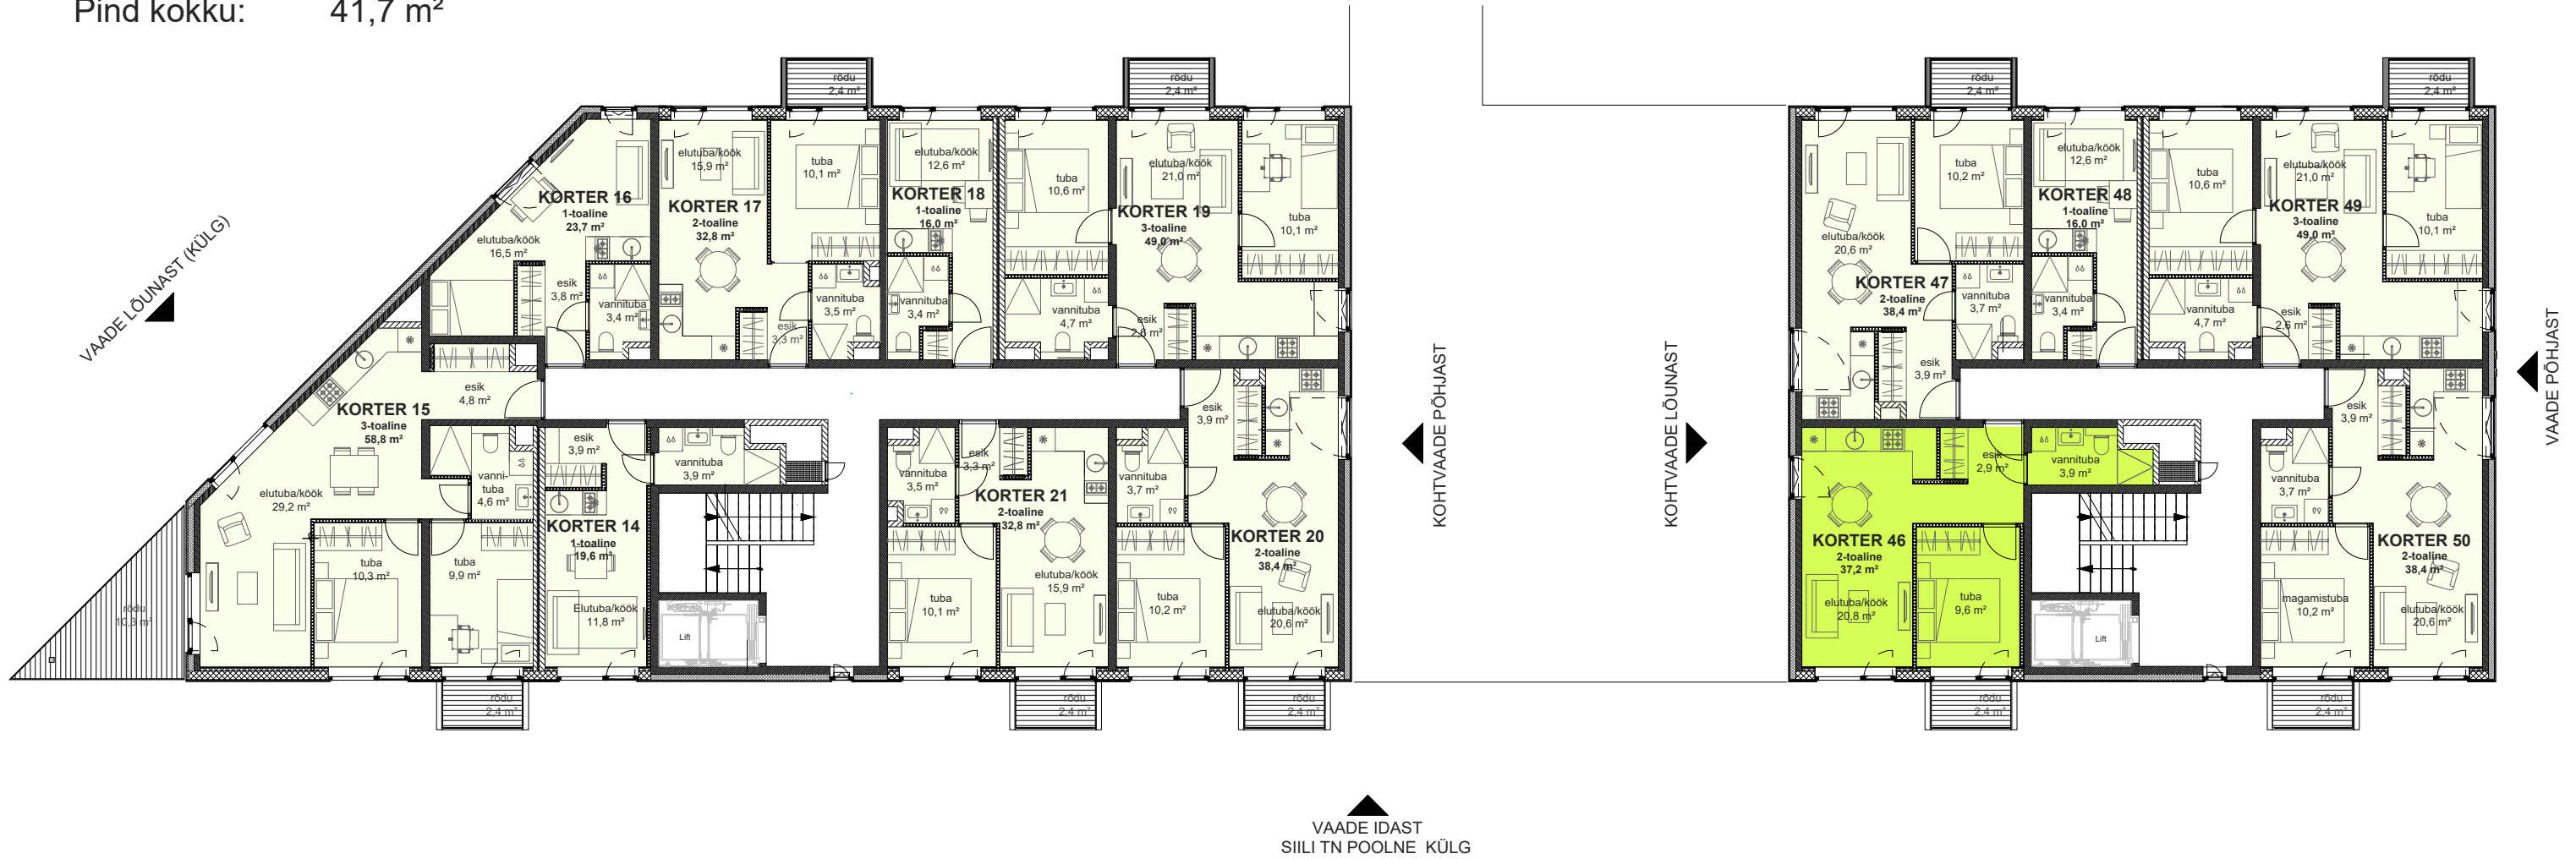 Pind kokku: 41,7 m²
rõdu
2,4 m²
rõdu
2,4 m²
rõdu
2,4 m²
rõdu
2,4 m²
VAADE LÕUNAST (KÜLG)
KORTER 16
1-toaline
23,7 m²
elutuba/köök
16,5 m²
esik
3,8 m²
vannituba
3,4 m²
elutuba/köök
15,9 m²
KORTER 17
2-toaline
32,8 m²
tuba
10,1 m²
vannituba
3,5 m²
esik
3,3 m²
elutuba/köök
12,6 m²
KORTER 18
1-toaline
16,0 m²
vannituba
3,4 m²
tuba
10,6 m²
vannituba
4,7 m²
elutuba/köök
21,0 m²
KORTER 19
3-toaline
49,0 m²
tuba
10,1 m²
esik
2,6 m²
KORTER 15
3-toaline
58,8 m²
esik
4,8 m²
elutuba/köök
29,2 m²
vanni-
tuba
4,6 m²
tuba
10,3 m²
tuba
9,9 m²
rõdu
10,3 m²
rõdu
2,4 m²
esik
3,9 m²
KORTER 14
1-toaline
19,6 m²
Elutuba/köök
11,8 m²
vannituba
3,9 m²
Lift
vannituba
3,5 m²
esik
3,3 m²
KORTER 21
2-toaline
32,8 m²
elutuba/köök
15,9 m²
tuba
10,1 m²
rõdu
2,4 m²
esik
3,9 m²
vannituba
3,7 m²
KORTER 20
2-toaline
38,4 m²
tuba
10,2 m²
elutuba/köök
20,6 m²
rõdu
2,4 m²
KOHTVAADE PÕHJAST
KOHTVAADE LÕUNAST
elutuba/köök
20,6 m²
KORTER 47
2-toaline
38,4 m²
tuba
10,2 m²
vannituba
3,7 m²
esik
3,9 m²
elutuba/köök
12,6 m²
KORTER 48
1-toaline
16,0 m²
vannituba
3,4 m²
tuba
10,6 m²
vannituba
4,7 m²
elutuba/köök
21,0 m²
KORTER 49
3-toaline
49,0 m²
tuba
10,1 m²
esik
2,6 m²
esik
2,9 m²
vannituba
3,9 m²
KORTER 46
2-toaline
37,2 m²
elutuba/köök
20,8 m²
tuba
9,6 m²
rõdu
2,4 m²
Lift
esik
3,9 m²
vannituba
3,7 m²
KORTER 50
2-toaline
38,4 m²
magamistuba
10,2 m²
elutuba/köök
20,6 m²
rõdu
2,4 m²
VAADE PÕHJAST
VAADE IDAST
SIILI TN POOLNE KÜLG